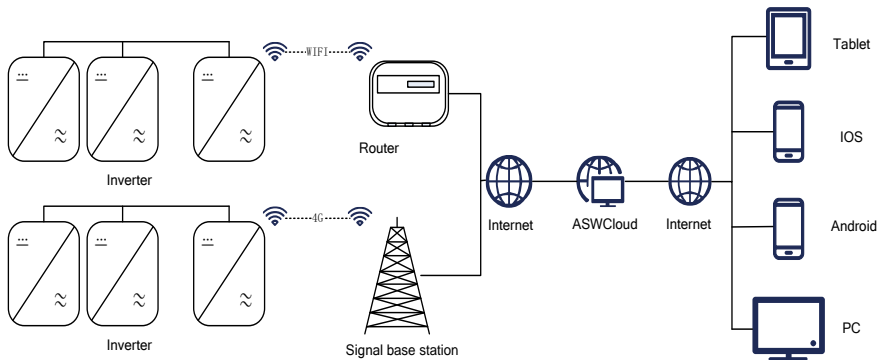 WIFI
Tablet
Router
IOS
Inverter
Internet
ASWCloud
Internet
4G
Android
Inverter
Signal base station
PC